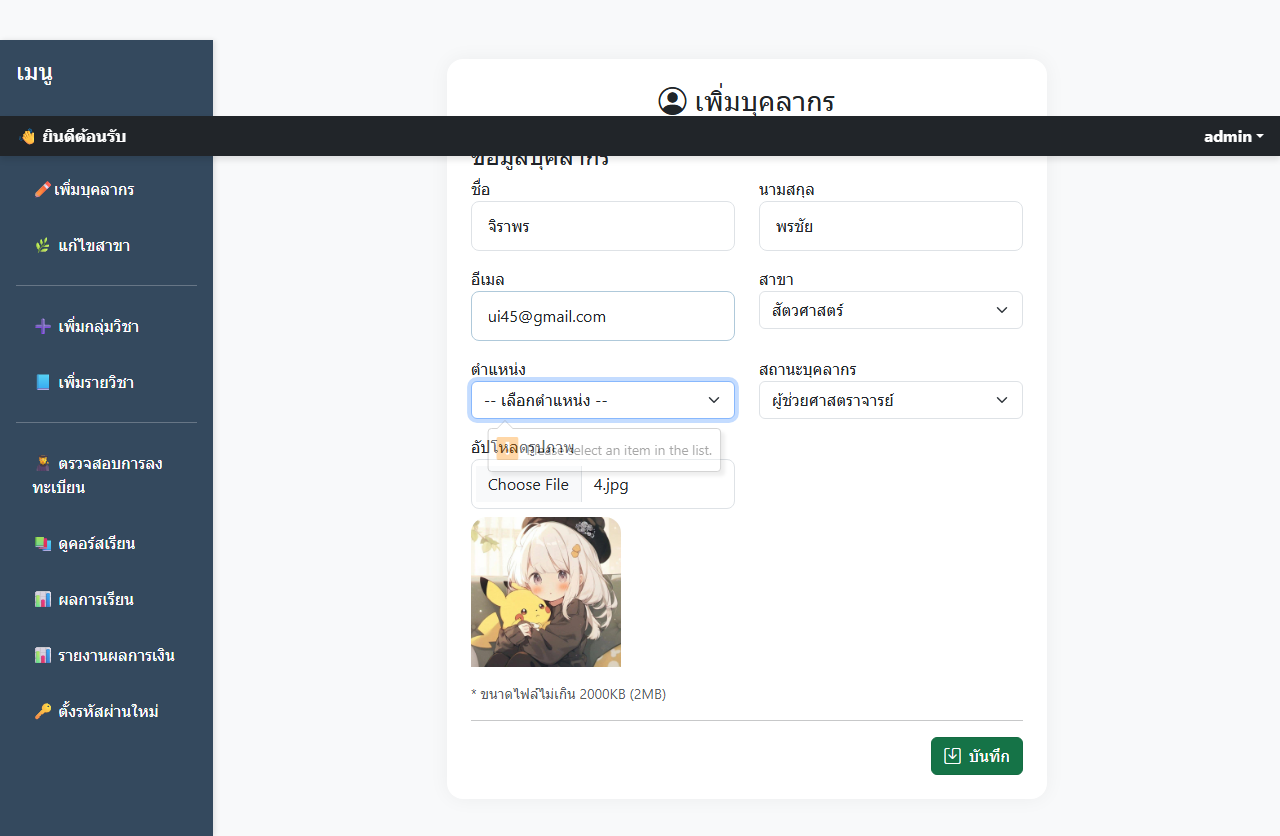 เมนู
เพิ่มบุคลากร
👋 ยินดีต้อนรับ
admin
ข้อมูลบุคลากร
🖍️ เพิ่มบุคลากร
🌿 แก้ไขสาขา
➕ เพิ่มกลุ่มวิชา
📘 เพิ่มรายวิชา
👩‍🎓 ตรวจสอบการลง
ทะเบียน
📚 ดูคอร์สเรียน
📊 ผลการเรียน
📊 รายงานผลการเงิน
🔑 ตั้งรหัสผ่านใหม่
ชื่อ
นามสกุล
จิราพร
พรชัย
อีเมล
สาขา
ui45@gmail.com
สัตวศาสตร์
ตำแหน่ง
สถานะบุคลากร
-- เลือกตำแหน่ง --
ผู้ช่วยศาสตราจารย์
อัปโหลดรูปภาพ
Please select an item in the list.
Choose File
4.jpg
* ขนาดไฟล์ไม่เกิน 2000KB (2MB)
บันทึก